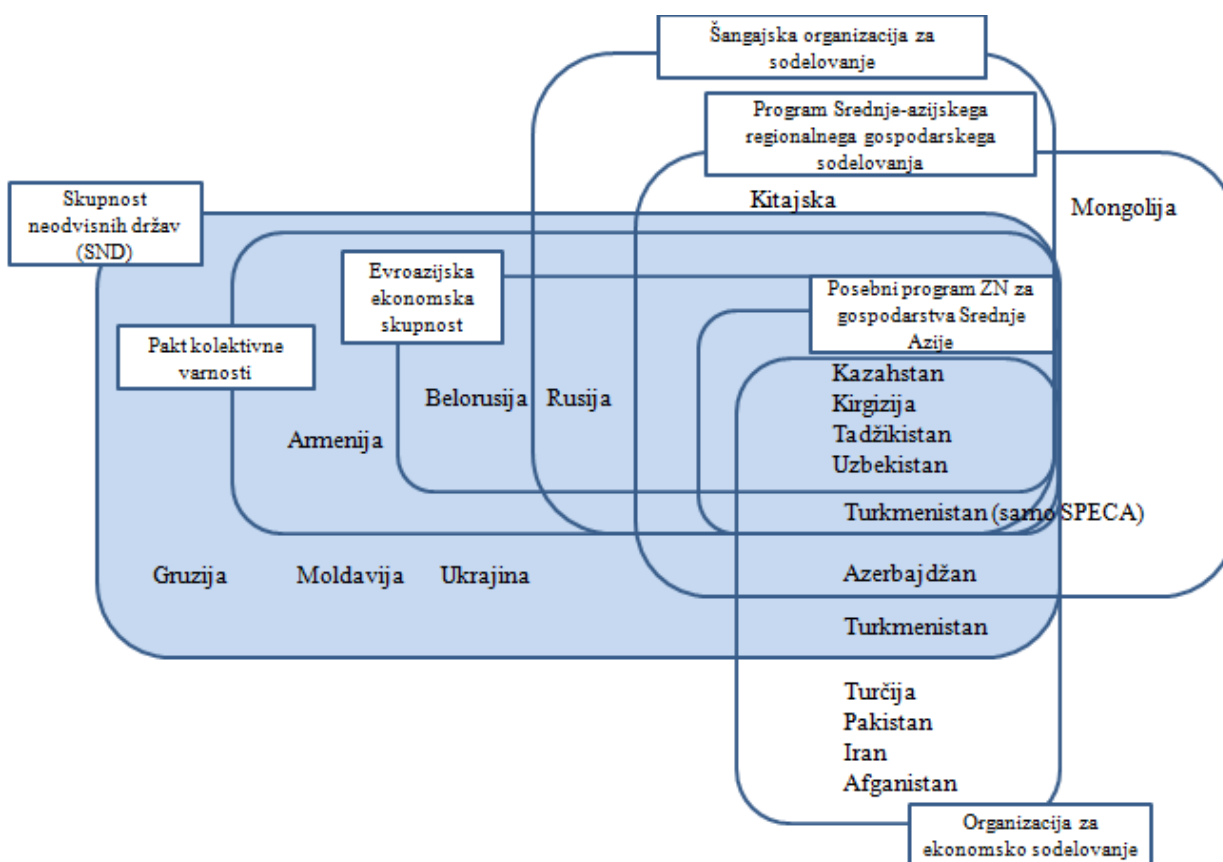 Šangajska organizacija za
sodelovanje
Program Srednje-azijskega
regionalnega gospodarskega
sodelovanja
Kitajska
Mongolija
Skupnost
neodvisnih držav
(SND)
Evroazijska
ekonomska
skupnost
Posebni program ZN za
gospodarstva Srednje
Azije
Pakt kolektivne
varnosti
Belorusija
Rusija
Armenija
Kazahstan
Kirgizija
Tadžikistan
Uzbekistan
Turkmenistan (samo SPECA)
Gruzija
Moldavija
Ukrajina
Azerbajdžan
Turkmenistan
Turčija
Pakistan
Iran
Afganistan
Organizacija za
ekonomsko sodelovanje